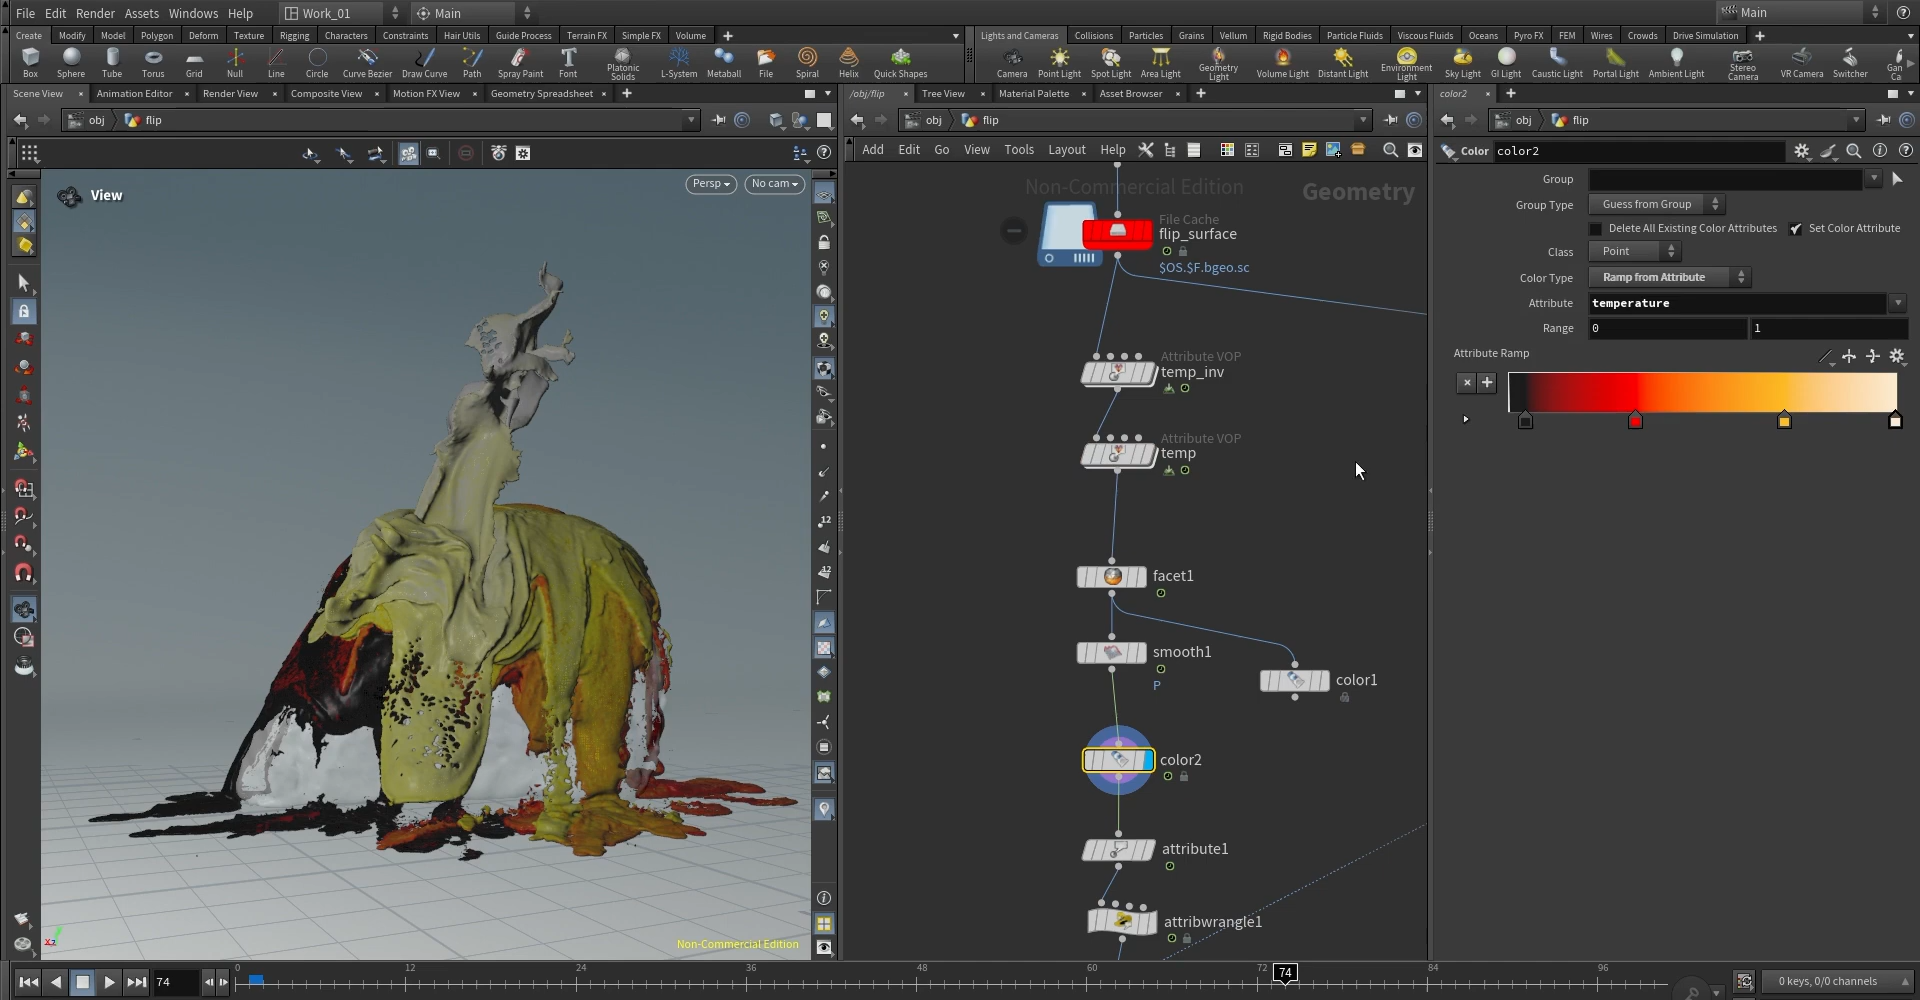 File Edit Render Assets Windows Help Work_01 Main Main
Create Modify Model Polygon Deform Texture Rigging Characters Constraints Hair Utils Guide Process Terrain FX Simple FX Volume
Lights and Cameras Collisions Particles Grains Vellum Rigid Bodies Particle Fluids Viscous Fluids Oceans Pyro FX FEM Wires Crowds Drive Simulation
Box Sphere Tube Torus Grid Null Line Circle Curve Bezier Draw Curve Path Spray Paint Font Platonic Solids L-System Metaball File Spiral Helix Quick Shapes
Camera Point Light Spot Light Area Light Geometry Light Volume Light Distant Light Environment Light Sky Light GI Light Caustic Light Portal Light Ambient Light Stereo Camera VR Camera Switcher Gan Ca
Scene View Animation Editor Render View Composite View Motion FX View Geometry Spreadsheet
/obj/flip Tree View Material Palette Asset Browser
color2
obj flip
obj flip
obj flip
Add Edit Go View Tools Layout Help
Color color2
View Persp No cam
12
12
Non-Commercial Edition
Non-Commercial Edition Geometry
File Cache
flip_surface
$OS.$F.bgeo.sc
Attribute VOP
temp_inv
Attribute VOP
temp
facet1
smooth1
P
color1
color2
attribute1
attribwrangle1
Group
Group Type Guess from Group
Delete All Existing Color Attributes Set Color Attribute
Class Point
Color Type Ramp from Attribute
Attribute temperature
Range 0 1
Attribute Ramp
74
0 12 24 36 48 60 72 74 84 96
0 keys, 0/0 channels